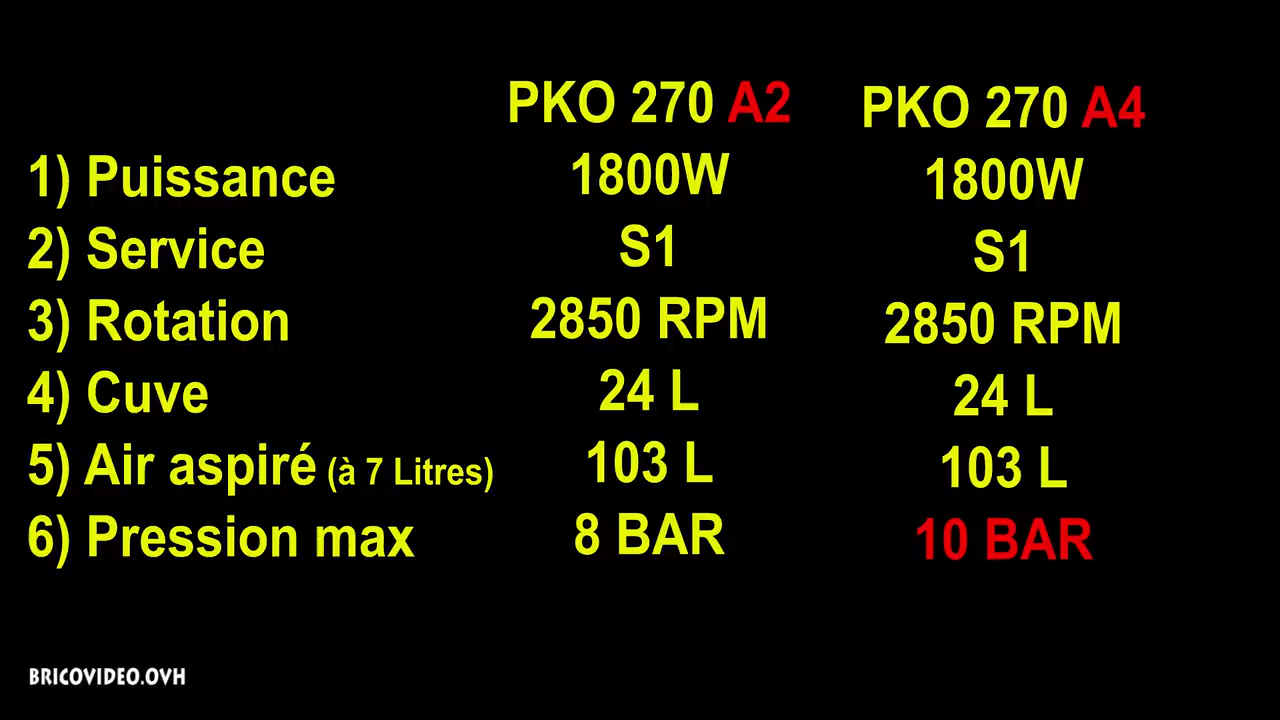 PKO 270 A2 PKO 270 A4
1) Puissance 1800W 1800W
2) Service S1 S1
3) Rotation 2850 RPM 2850 RPM
4) Cuve 24 L 24 L
5) Air aspiré (à 7 Litres) 103 L 103 L
6) Pression max 8 BAR 10 BAR
BRICOVIDEO.OVH